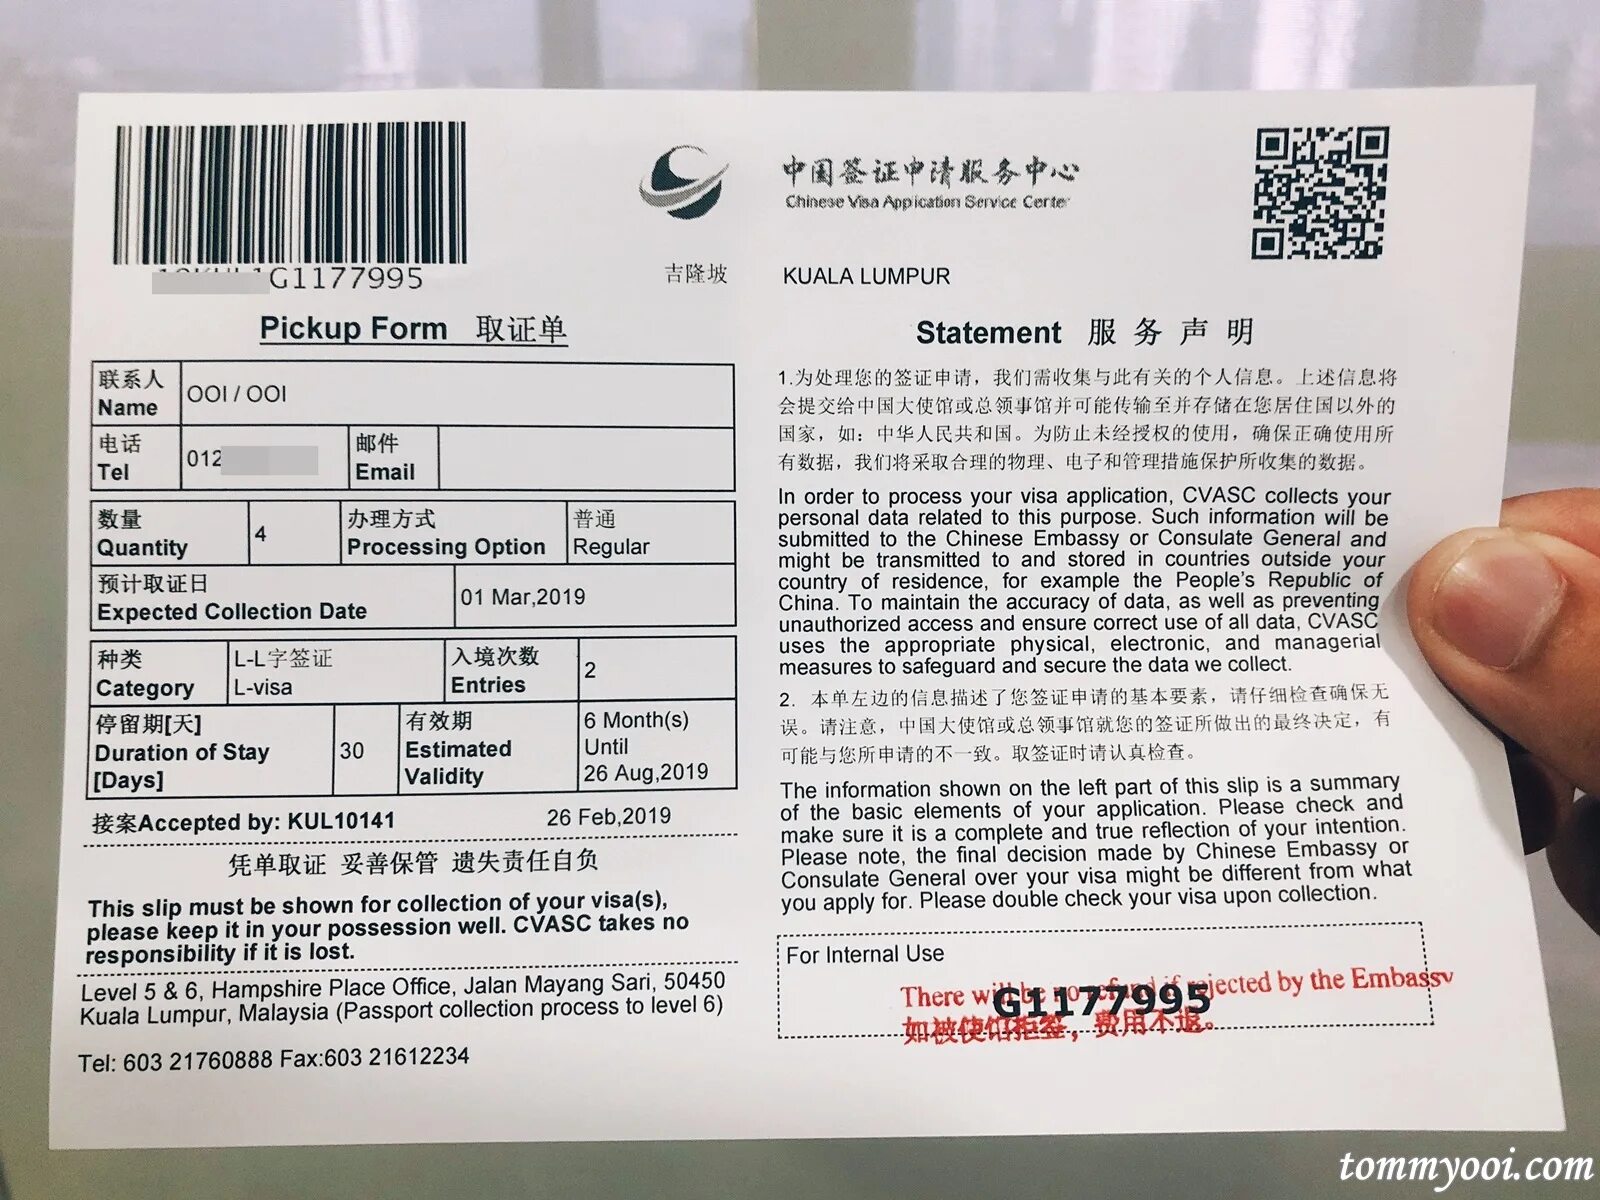 G1177995
中国签证申请服务中心
Chinese Visa Application Service Center
吉隆坡 KUALA LUMPUR
Pickup Form 取证单
联系人
Name
OOI / OOI
电话
Tel
012
邮件
Email
数量
Quantity
4
办理方式
Processing Option
普通
Regular
预计取证日
Expected Collection Date
01 Mar,2019
种类
Category
L-L字签证
L-visa
入境次数
Entries
2
停留期[天]
Duration of Stay
[Days]
30
有效期
Estimated
Validity
6 Month(s)
Until
26 Aug,2019
接案Accepted by: KUL10141 26 Feb,2019
凭单取证 妥善保管 遗失责任自负
This slip must be shown for collection of your visa(s),
please keep it in your possession well. CVASC takes no
responsibility if it is lost.
Level 5 & 6, Hampshire Place Office, Jalan Mayang Sari, 50450
Kuala Lumpur, Malaysia (Passport collection process to level 6)
Tel: 603 21760888 Fax:603 21612234
Statement 服 务 声 明
1.为处理您的签证申请，我们需收集与此有关的个人信息。上述信息将
会提交给中国大使馆或总领事馆并可能传输至并存储在您居住国以外的
国家，如：中华人民共和国。为防止未经授权的使用，确保正确使用所
有数据，我们将采取合理的物理、电子和管理措施保护所收集的数据。
In order to process your visa application, CVASC collects your
personal data related to this purpose. Such information will be
submitted to the Chinese Embassy or Consulate General and
might be transmitted to and stored in countries outside your
country of residence, for example the People's Republic of
China. To maintain the accuracy of data, as well as preventing
unauthorized access and ensure correct use of all data, CVASC
uses the appropriate physical, electronic, and managerial
measures to safeguard and secure the data we collect.
2. 本单左边的信息描述了您签证申请的基本要素，请仔细检查确保无
误。请注意，中国大使馆或总领事馆就您的签证所做出的最终决定，有
可能与您所申请的不一致。取签证时请认真检查。
The information shown on the left part of this slip is a summary
of the basic elements of your application. Please check and
make sure it is a complete and true reflection of your intention.
Please note, the final decision made by Chinese Embassy or
Consulate General over your visa might be different from what
you apply for. Please double check your visa upon collection.
For Internal Use
There will be no refund if rejected by the Embassy
G1177995
如被使馆拒签，费用不退。
tommyooi.com